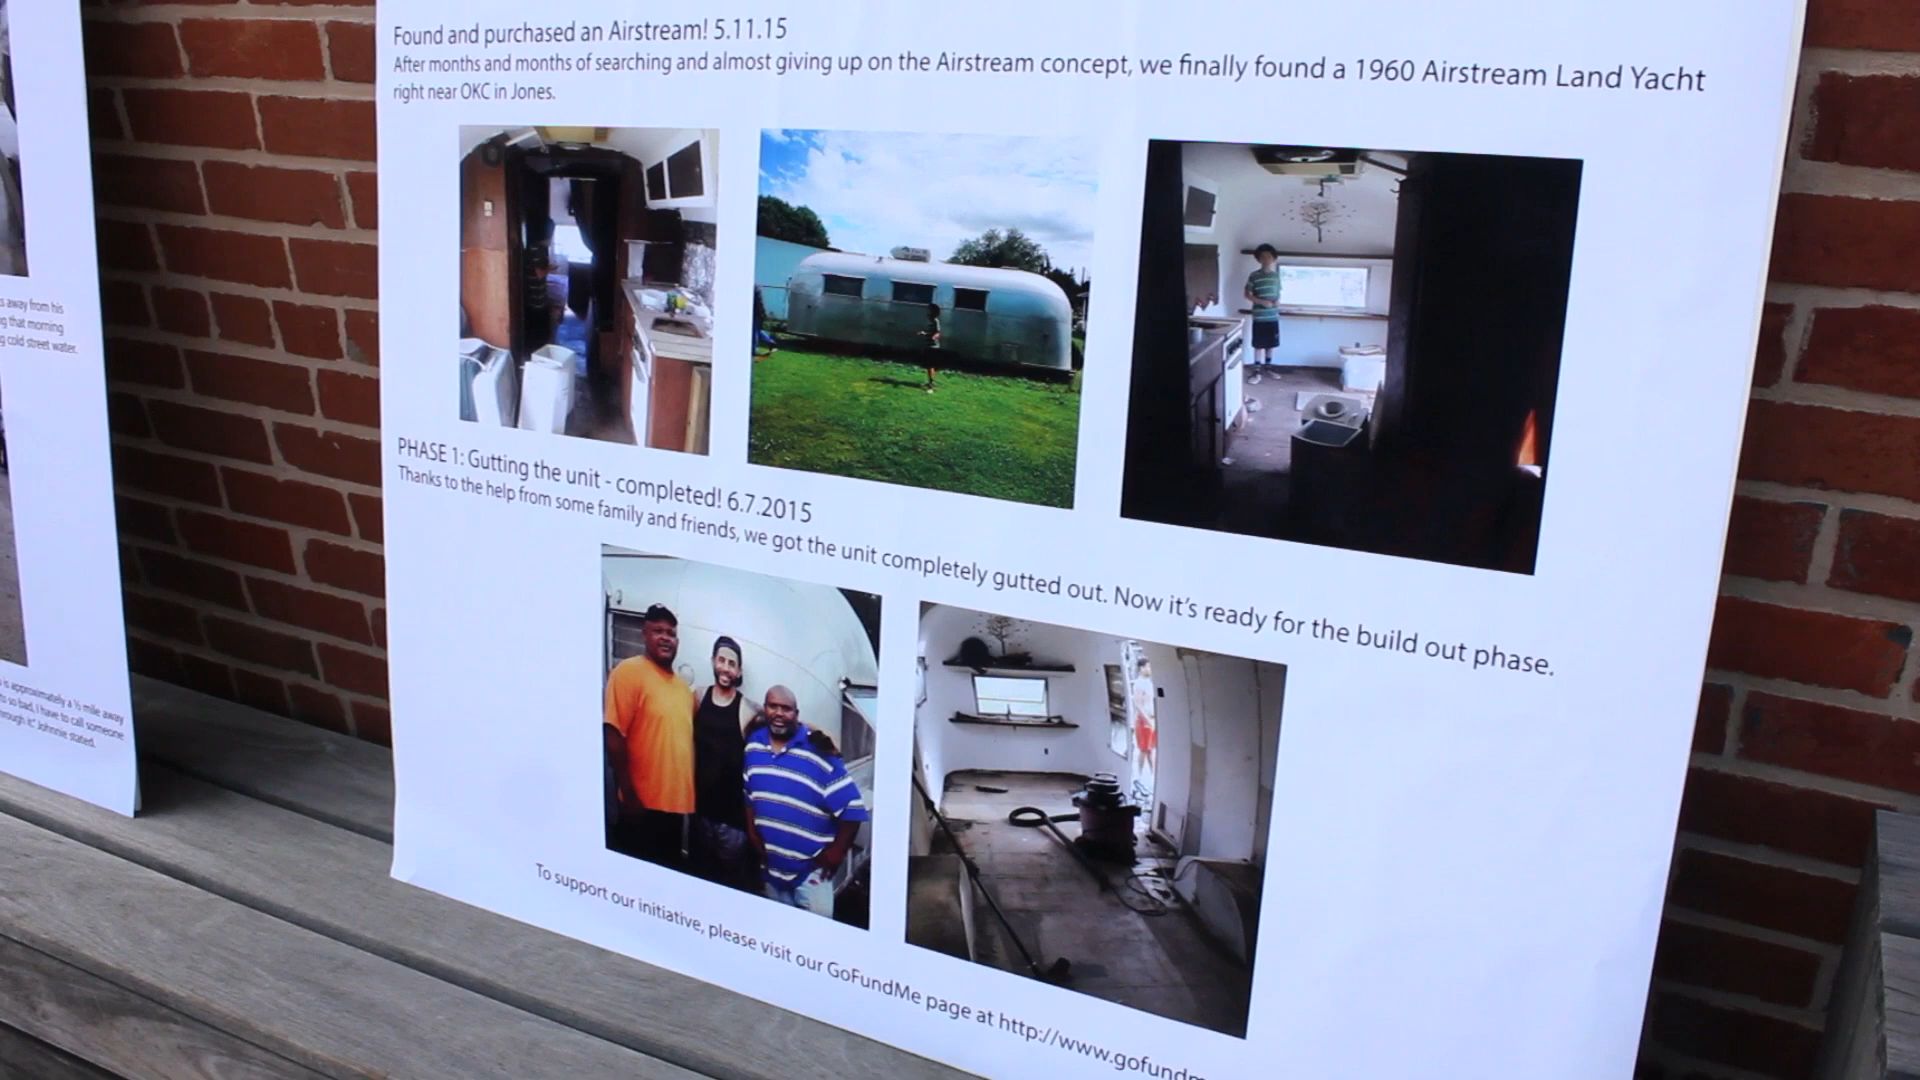 s away from his
g that morning
g cold street water.
is approximately a ½ mile away
so bad, I have to call someone
through it." Johnnie stated.
Found and purchased an Airstream! 5.11.15
After months and months of searching and almost giving up on the Airstream concept, we finally found a 1960 Airstream Land Yacht
right near OKC in Jones.
PHASE 1: Gutting the unit - completed! 6.7.2015
Thanks to the help from some family and friends, we got the unit completely gutted out. Now it's ready for the build out phase.
To support our initiative, please visit our GoFundMe page at http://www.gofundm